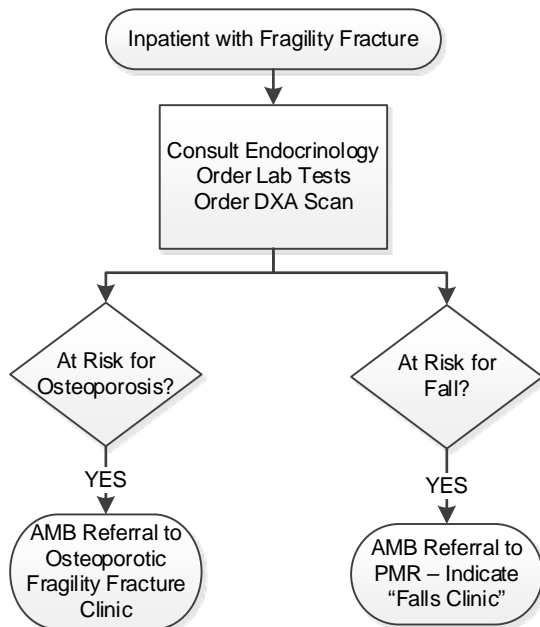 Inpatient with Fragility Fracture
Consult Endocrinology
Order Lab Tests
Order DXA Scan
At Risk for
Osteoporosis?
At Risk for
Fall?
YES
YES
AMB Referral to
Osteoporotic
Fragility Fracture
Clinic
AMB Referral to
PMR – Indicate
“Falls Clinic”